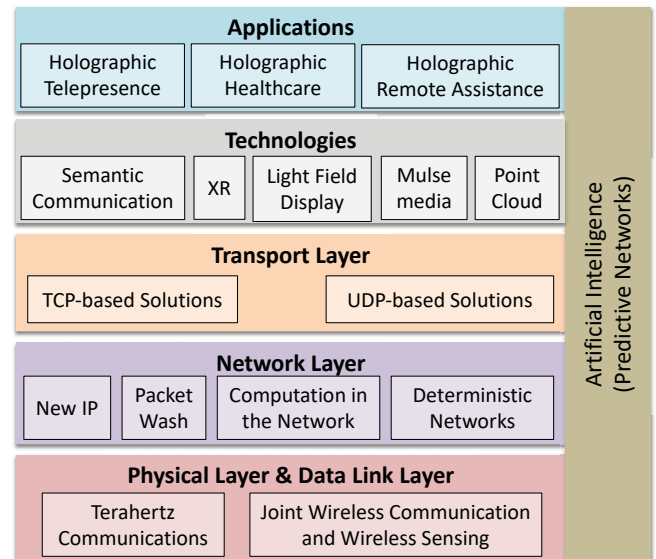 Applications
Holographic
Telepresence
Holographic
Healthcare
Holographic
Remote Assistance
Technologies
Semantic
Communication
XR
Light Field
Display
Mulse
media
Point
Cloud
Transport Layer
TCP-based Solutions
UDP-based Solutions
Network Layer
New IP
Packet
Wash
Computation in
the Network
Deterministic
Networks
Physical Layer & Data Link Layer
Terahertz
Communications
Joint Wireless Communication
and Wireless Sensing
Artificial Intelligence
(Predictive Networks)